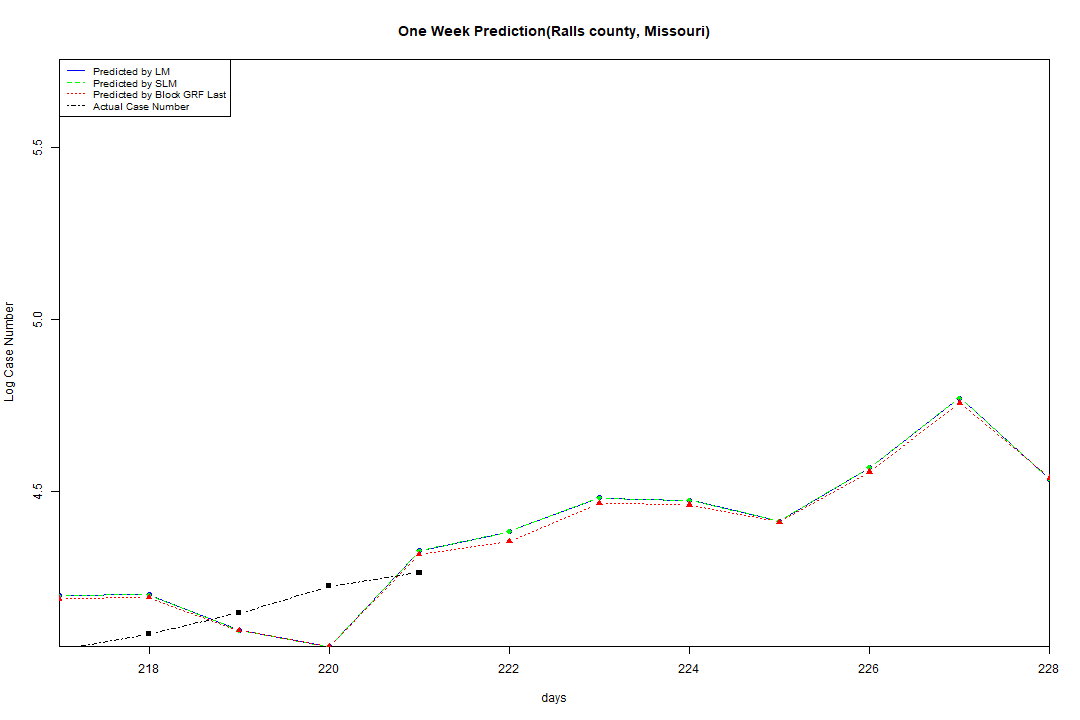 One Week Prediction(Ralls county, Missouri)
Predicted by LM
Predicted by SLM
Predicted by Block GRF Last
Actual Case Number
5.5
5.0
4.5
Log Case Number
218 220 222 224 226 228
days